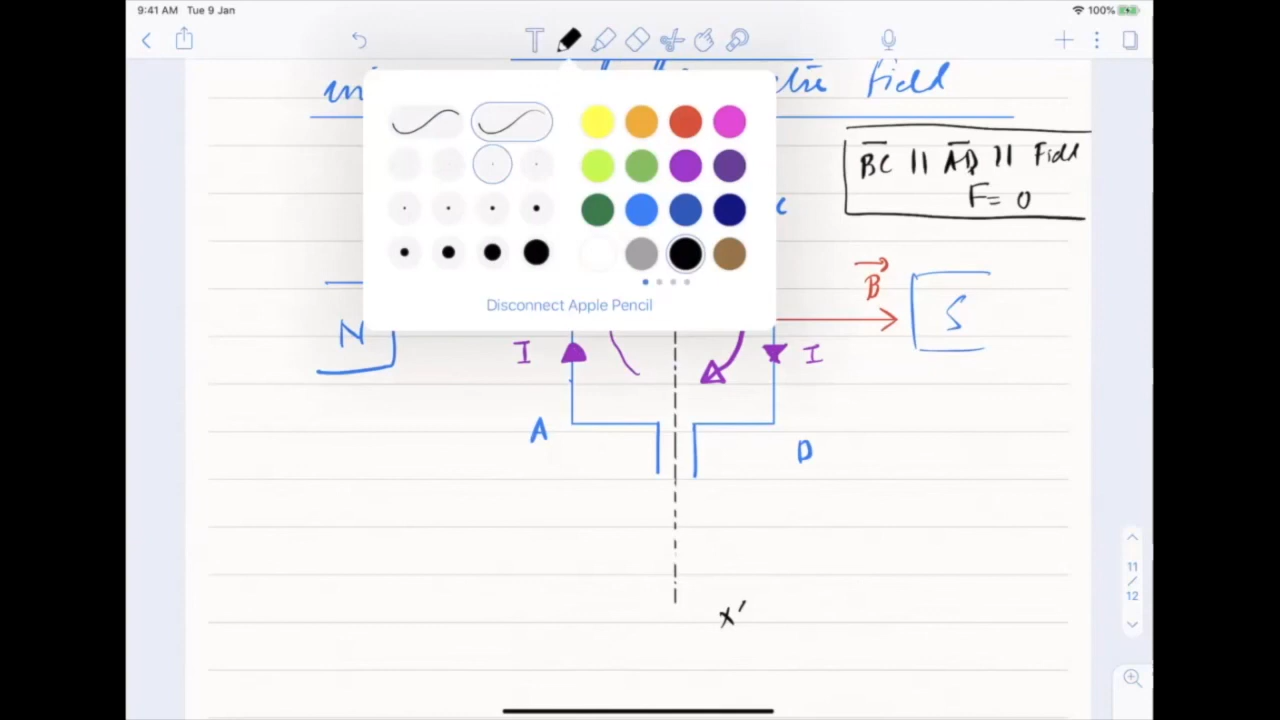 9:41 AM Tue 9 Jan
100%
T
field
BC || AD || Field
F = 0
Disconnect Apple Pencil
B
N
S
I
I
A
D
11
/
12
X'